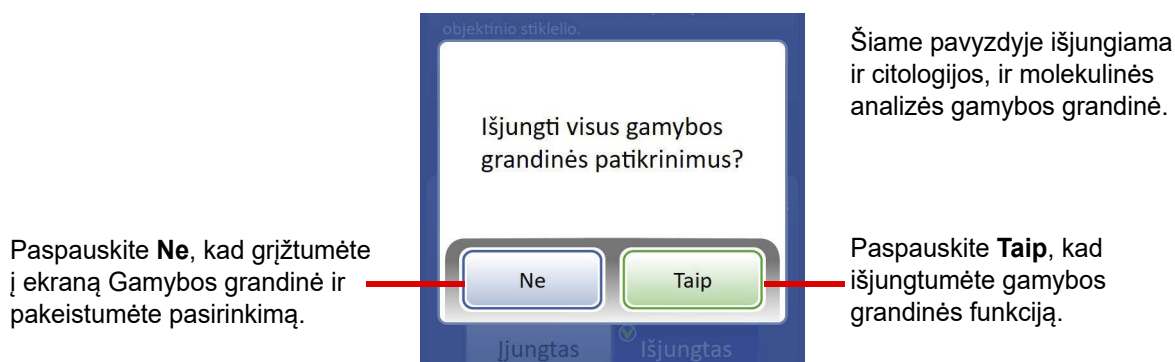 objektinio stiklelio.
Išjungti visus gamybos
grandinės patikrinimus?
Ne
Taip
Įjungtas
Išjungtas
Šiame pavyzdyje išjungiama
ir citologijos, ir molekulinės
analizės gamybos grandinė.
Paspauskite Ne, kad grįžtumėte
į ekraną Gamybos grandinė ir
pakeistumėte pasirinkimą.
Paspauskite Taip, kad
išjungtumėte gamybos
grandinės funkciją.